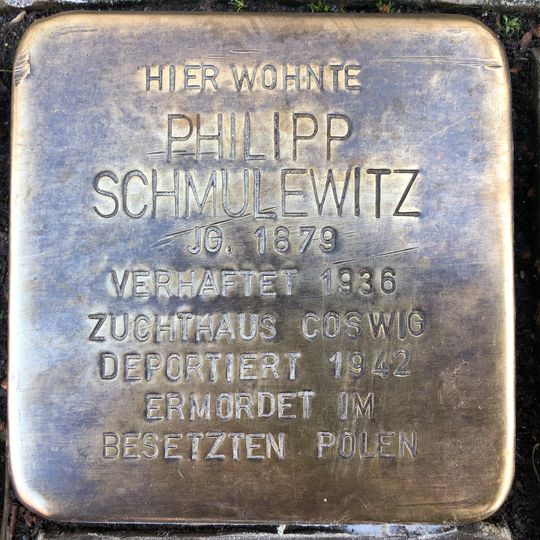 HIER WOHNTE
PHILIPP
SCHMULEWITZ
JG. 1879
VERHAFTET 1936
ZUCHTHAUS COSWIG
DEPORTIERT 1942
ERMORDET IM
BESETZTEN POLEN